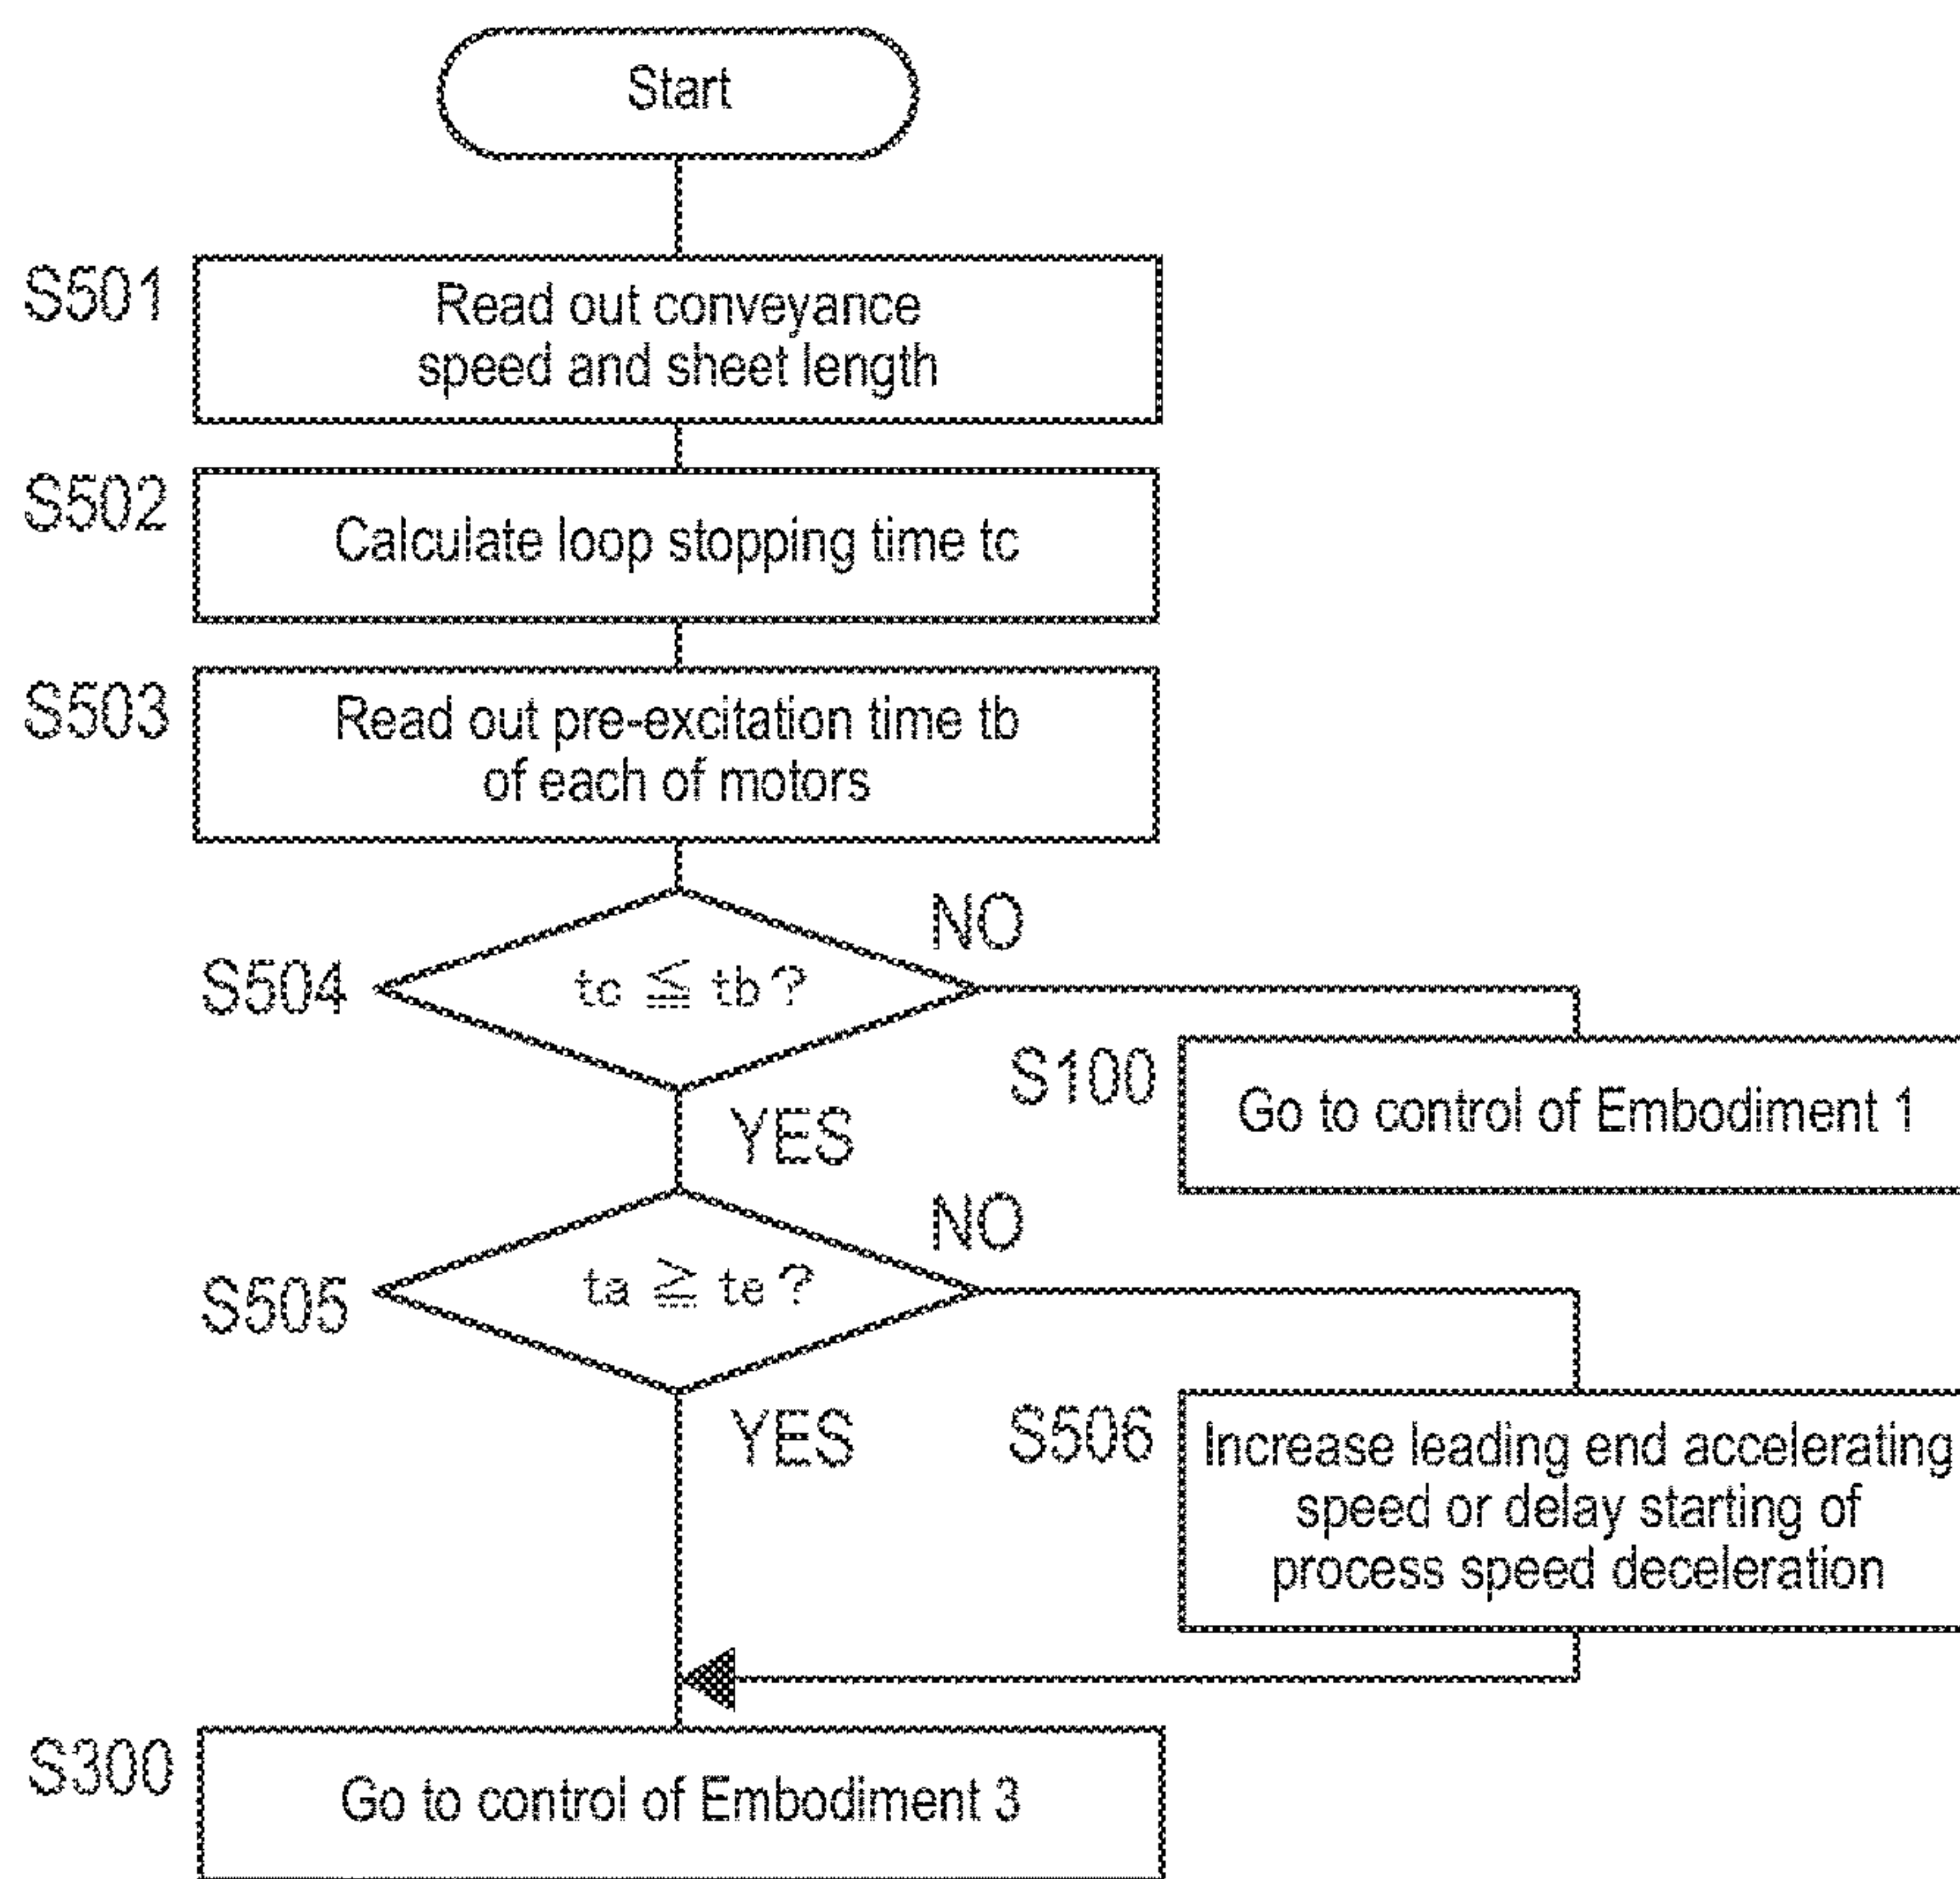 Start
S501
Read out conveyance
speed and sheet length
S502
Calculate loop stopping time tc
S503
Read out pre-excitation time tb
of each of motors
S504
tc ≦ tb ?
NO
S100
Go to control of Embodiment 1
YES
S505
ta ≧ te ?
NO
YES
S506
Increase leading end accelerating
speed or delay starting of
process speed deceleration
S300
Go to control of Embodiment 3